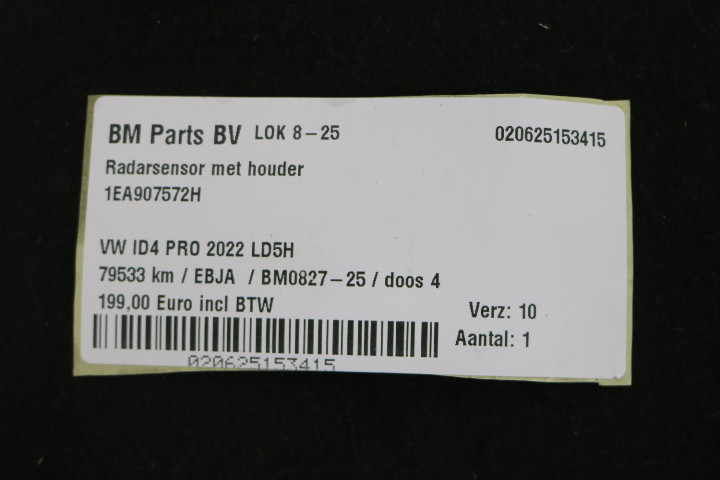 BM Parts BV LOK 8-25 020625153415
Radarsensor met houder
1EA907572H
VW ID4 PRO 2022 LD5H
79533 km / EBJA / BM0827-25 / doos 4
199,00 Euro incl BTW
Verz: 10
Aantal: 1
020625153415